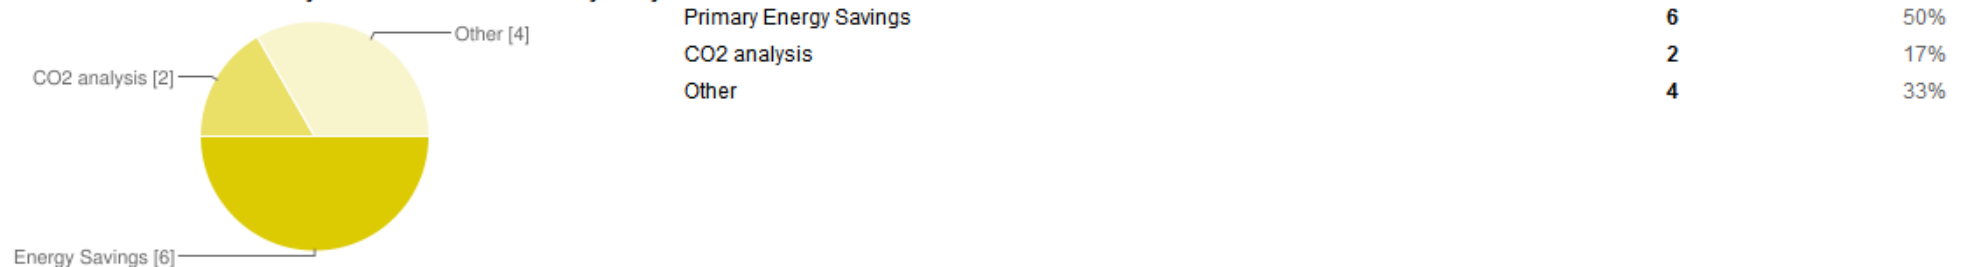 Other [4]
CO2 analysis [2]
Energy Savings [6]
Primary Energy Savings 6 50%
CO2 analysis 2 17%
Other 4 33%